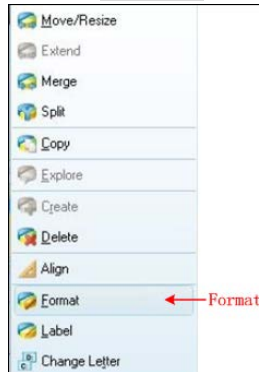 Move/Resize
Extend
Merge
Split
Copy
Explore
Create
Delete
Align
Format Format
Label
Change Letter